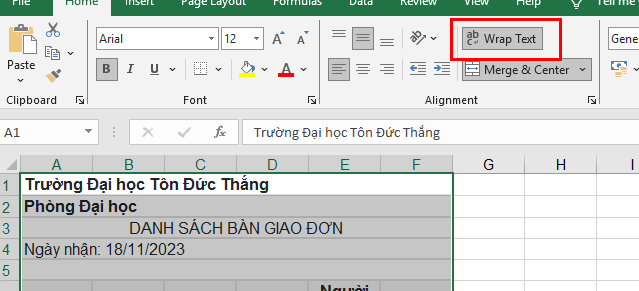 Home Insert Page Layout Formulas Data Review View Help Tell me
Paste
Arial 12 A^ A˅ ab Wrap Text Gene
B I U A Merge & Center
Clipboard Font Alignment
A1 fx Trường Đại học Tôn Đức Thắng
A B C D E F G H I
1 Trường Đại học Tôn Đức Thắng
2 Phòng Đại học
3 DANH SÁCH BÀN GIAO ĐƠN
4 Ngày nhận: 18/11/2023
5
Người